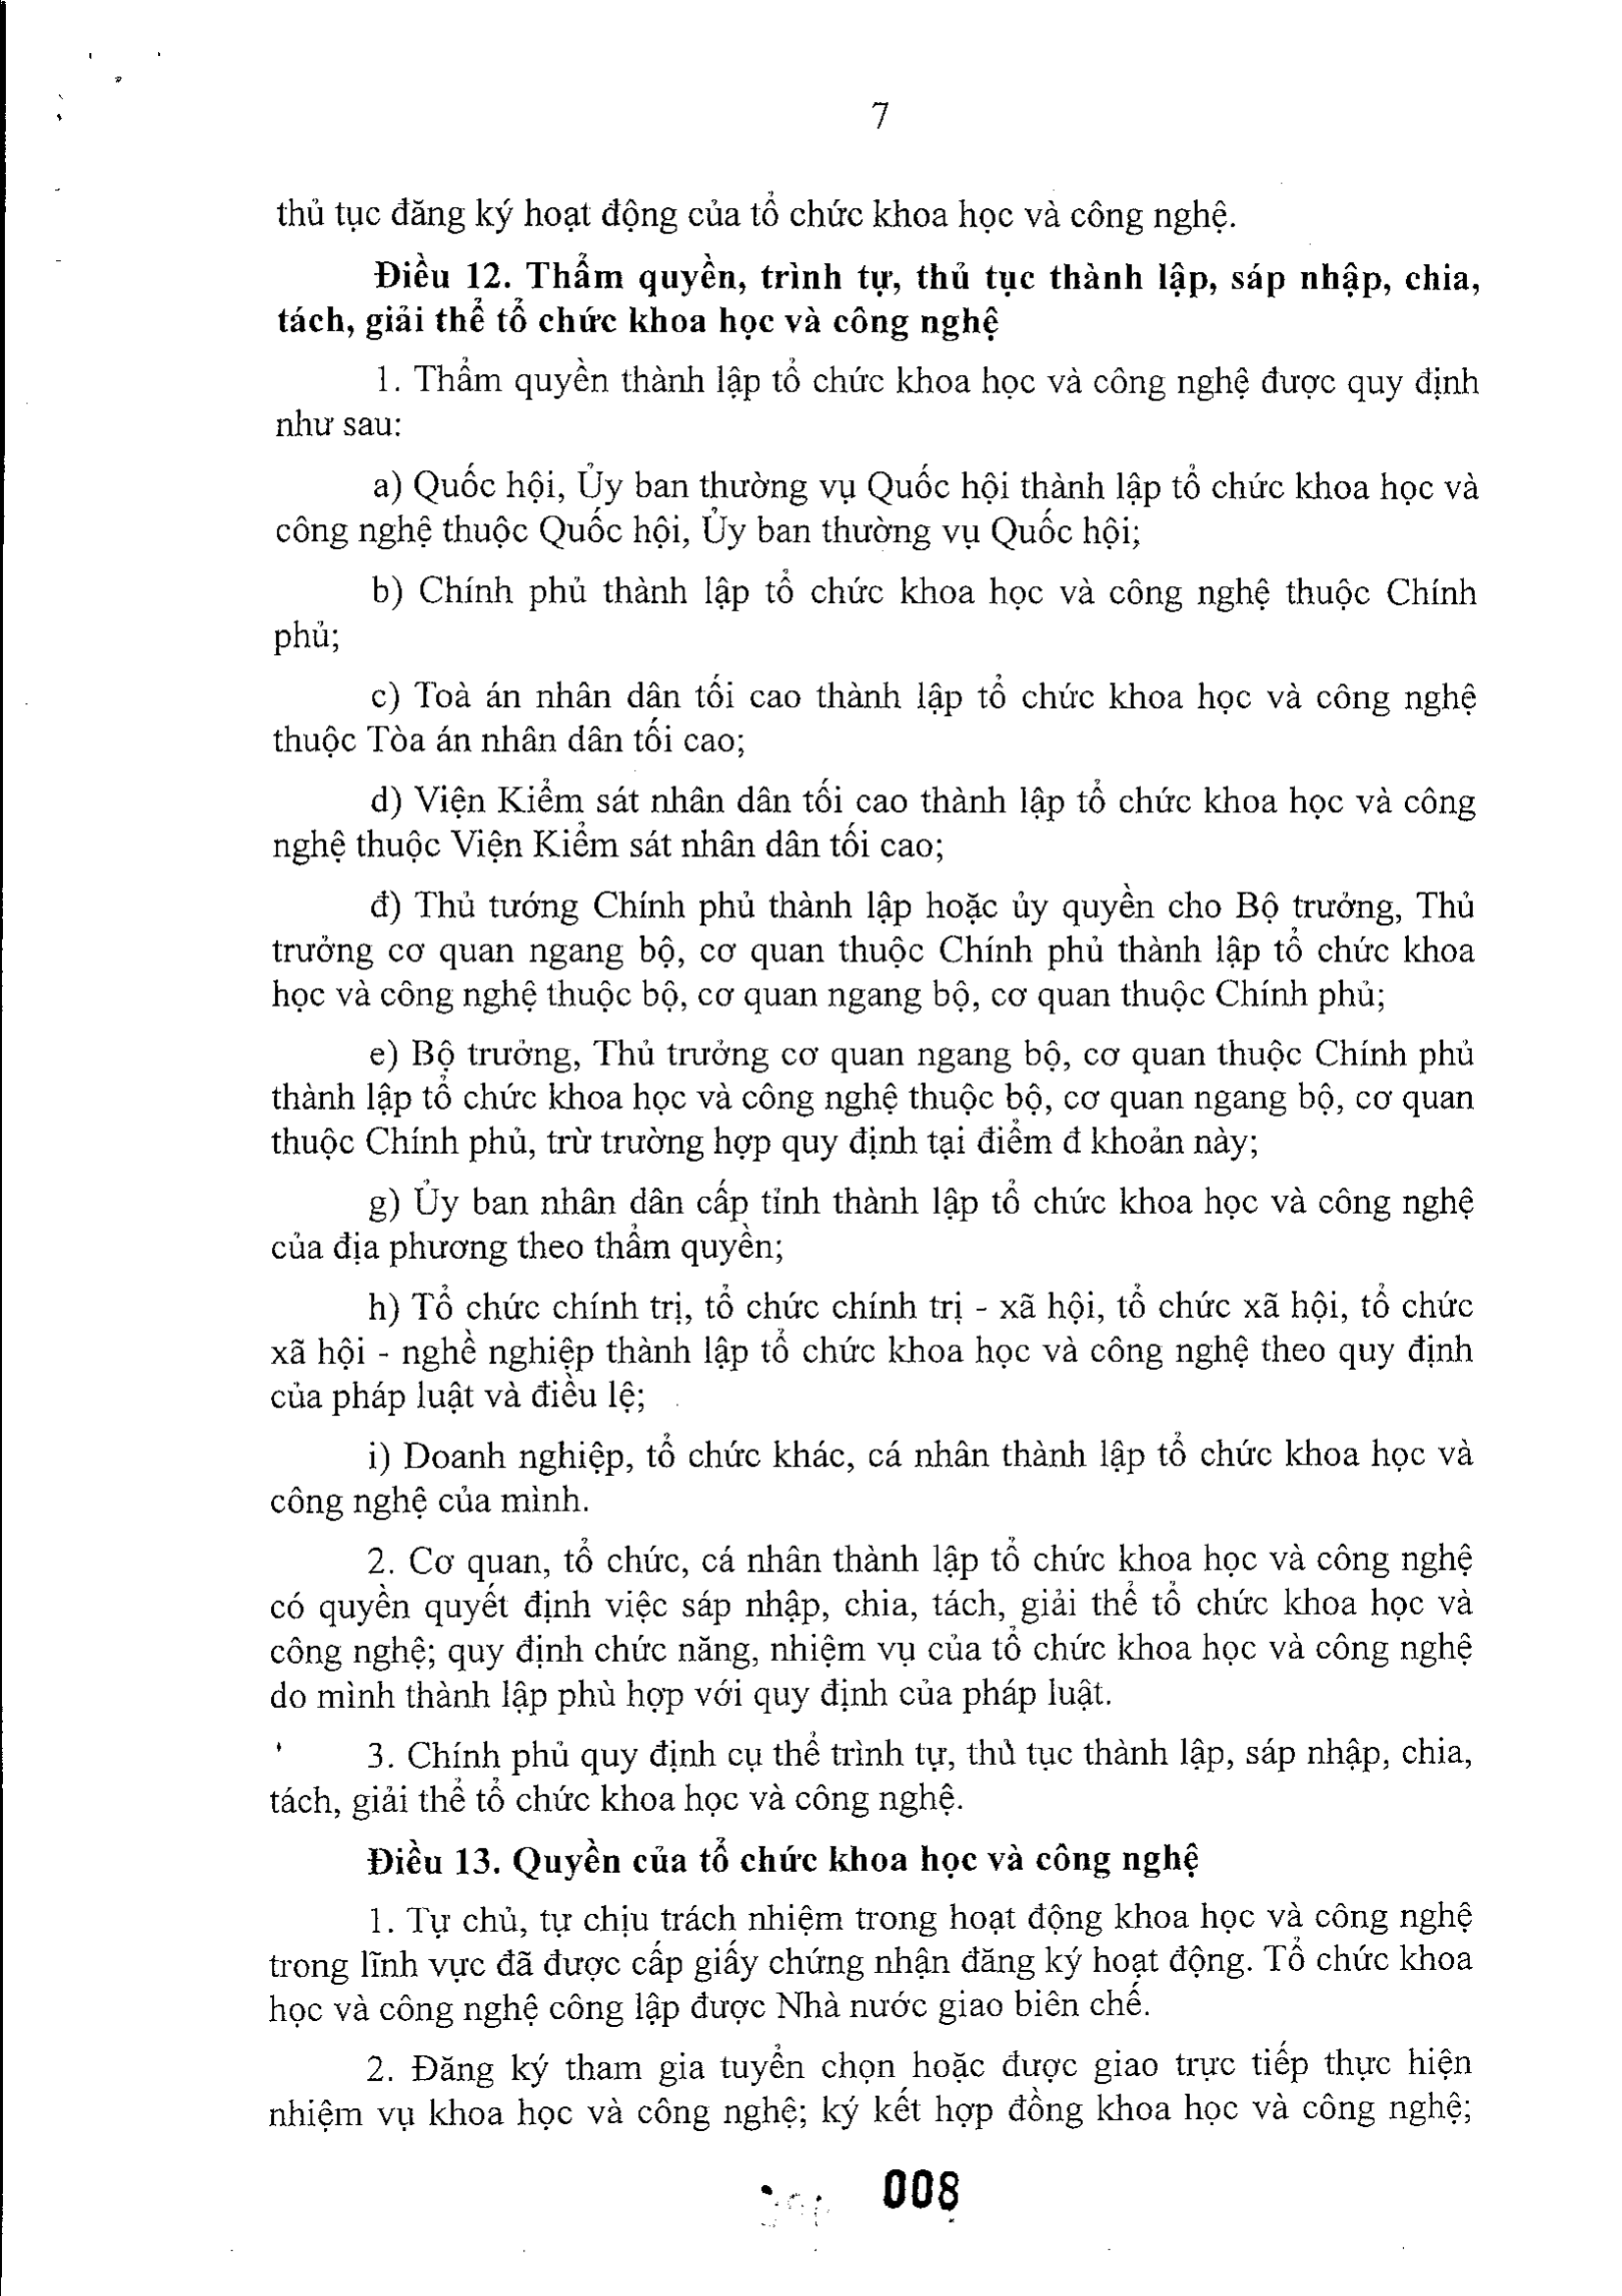 7
thủ tục đăng ký hoạt động của tổ chức khoa học và công nghệ.
Điều 12. Thẩm quyền, trình tự, thủ tục thành lập, sáp nhập, chia,
tách, giải thể tổ chức khoa học và công nghệ
1. Thẩm quyền thành lập tổ chức khoa học và công nghệ được quy định
như sau:
a) Quốc hội, Ủy ban thường vụ Quốc hội thành lập tổ chức khoa học và
công nghệ thuộc Quốc hội, Ủy ban thường vụ Quốc hội;
b) Chính phủ thành lập tổ chức khoa học và công nghệ thuộc Chính
phủ;
c) Toà án nhân dân tối cao thành lập tổ chức khoa học và công nghệ
thuộc Tòa án nhân dân tối cao;
d) Viện Kiểm sát nhân dân tối cao thành lập tổ chức khoa học và công
nghệ thuộc Viện Kiểm sát nhân dân tối cao;
đ) Thủ tướng Chính phủ thành lập hoặc ủy quyền cho Bộ trưởng, Thủ
trưởng cơ quan ngang bộ, cơ quan thuộc Chính phủ thành lập tổ chức khoa
học và công nghệ thuộc bộ, cơ quan ngang bộ, cơ quan thuộc Chính phủ;
e) Bộ trưởng, Thủ trưởng cơ quan ngang bộ, cơ quan thuộc Chính phủ
thành lập tổ chức khoa học và công nghệ thuộc bộ, cơ quan ngang bộ, cơ quan
thuộc Chính phủ, trừ trường hợp quy định tại điểm đ khoản này;
g) Ủy ban nhân dân cấp tỉnh thành lập tổ chức khoa học và công nghệ
của địa phương theo thẩm quyền;
h) Tổ chức chính trị, tổ chức chính trị - xã hội, tổ chức xã hội, tổ chức
xã hội - nghề nghiệp thành lập tổ chức khoa học và công nghệ theo quy định
của pháp luật và điều lệ;
i) Doanh nghiệp, tổ chức khác, cá nhân thành lập tổ chức khoa học và
công nghệ của mình.
2. Cơ quan, tổ chức, cá nhân thành lập tổ chức khoa học và công nghệ
có quyền quyết định việc sáp nhập, chia, tách, giải thể tổ chức khoa học và
công nghệ; quy định chức năng, nhiệm vụ của tổ chức khoa học và công nghệ
do mình thành lập phù hợp với quy định của pháp luật.
3. Chính phủ quy định cụ thể trình tự, thủ tục thành lập, sáp nhập, chia,
tách, giải thể tổ chức khoa học và công nghệ.
Điều 13. Quyền của tổ chức khoa học và công nghệ
1. Tự chủ, tự chịu trách nhiệm trong hoạt động khoa học và công nghệ
trong lĩnh vực đã được cấp giấy chứng nhận đăng ký hoạt động. Tổ chức khoa
học và công nghệ công lập được Nhà nước giao biên chế.
2. Đăng ký tham gia tuyển chọn hoặc được giao trực tiếp thực hiện
nhiệm vụ khoa học và công nghệ; ký kết hợp đồng khoa học và công nghệ;
008